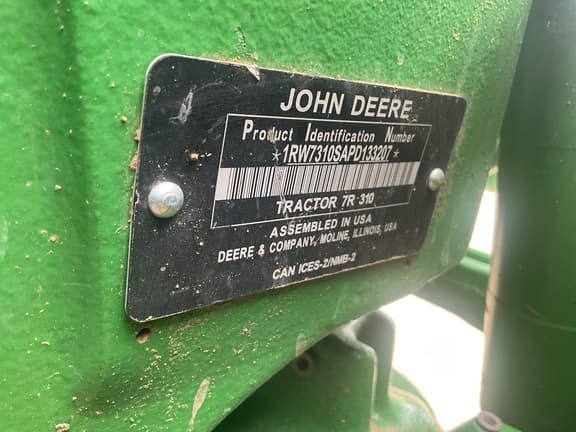 JOHN DEERE
Product Identification Number
*1RW7310SAPD133207*
TRACTOR 7R 310
ASSEMBLED IN USA
DEERE & COMPANY, MOLINE, ILLINOIS, USA
CAN ICES-2/NMB-2